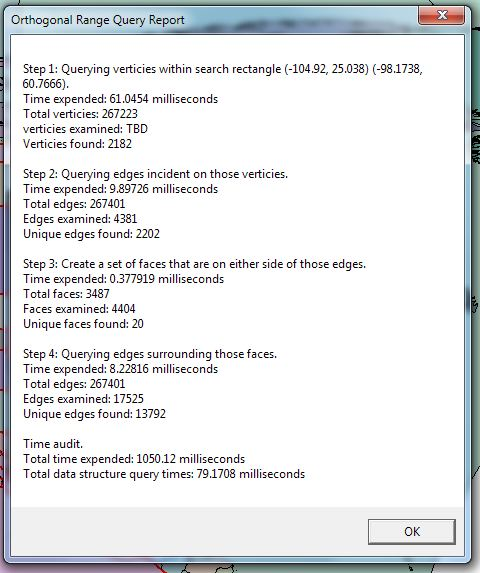 Orthogonal Range Query Report
Step 1: Querying verticies within search rectangle (-104.92, 25.038) (-98.1738,
60.7666).
Time expended: 61.0454 milliseconds
Total verticies: 267223
verticies examined: TBD
Verticies found: 2182
Step 2: Querying edges incident on those verticies.
Time expended: 9.89726 milliseconds
Total edges: 267401
Edges examined: 4381
Unique edges found: 2202
Step 3: Create a set of faces that are on either side of those edges.
Time expended: 0.377919 milliseconds
Total faces: 3487
Faces examined: 4404
Unique faces found: 20
Step 4: Querying edges surrounding those faces.
Time expended: 8.22816 milliseconds
Total edges: 267401
Edges examined: 17525
Unique edges found: 13792
Time audit.
Total time expended: 1050.12 milliseconds
Total data structure query times: 79.1708 milliseconds
OK